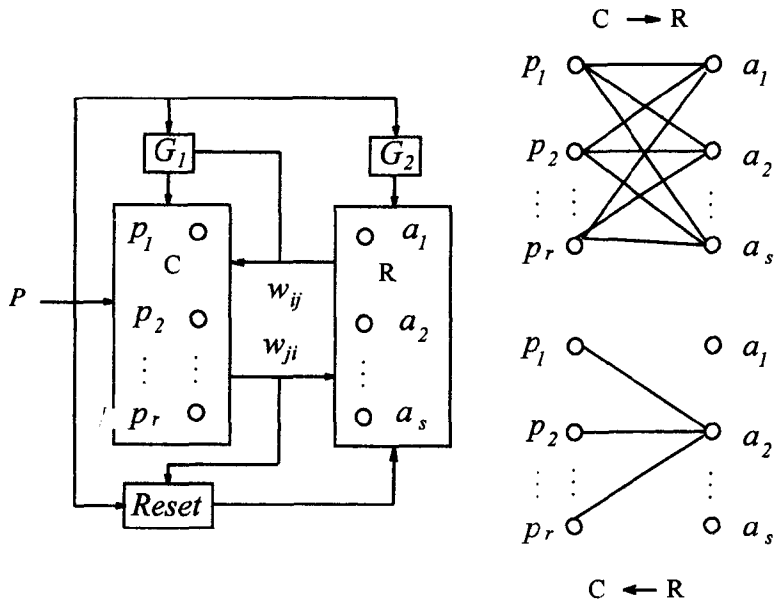 C → R
p1 a1
p2 a2
⋮ ⋮ ⋮
pr as
G1 G2
p1 C a1 R
wij
P
p2 a2
wji
⋮ ⋮ ⋮
pr as
Reset
p1 a1
p2 a2
⋮ ⋮ ⋮
pr as
C ← R